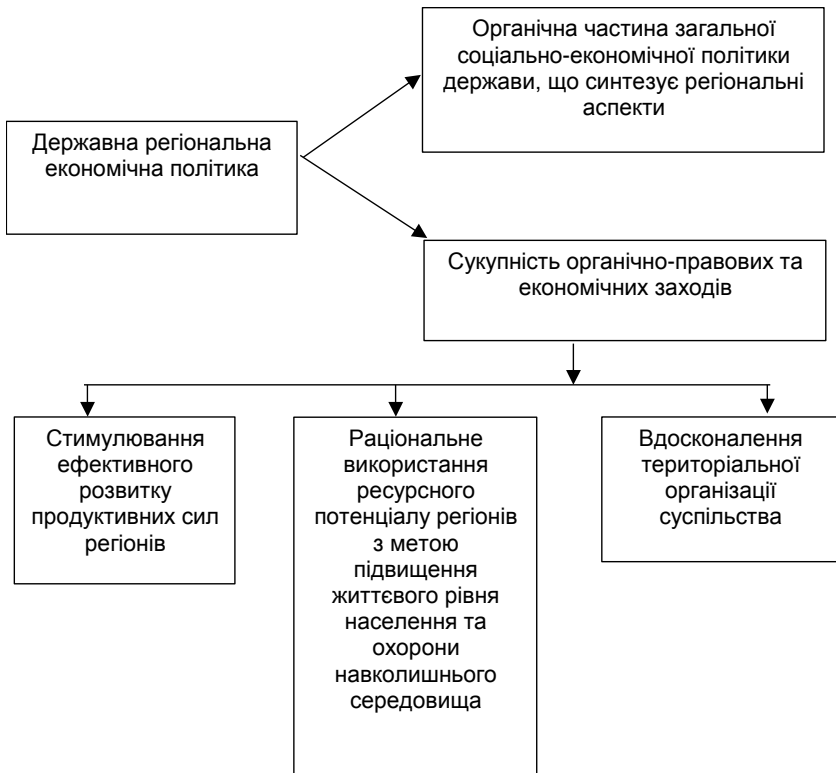 Органічна частина загальної
соціально-економічної політики
держави, що синтезує регіональні
аспекти
Державна регіональна
економічна політика
Сукупність органічно-правових та
економічних заходів
Стимулювання
ефективного
розвитку
продуктивних сил
регіонів
Раціональне
використання
ресурсного
потенціалу регіонів
з метою
підвищення
життєвого рівня
населення та
охорони
навколишнього
середовища
Вдосконалення
територіальної
організації
суспільства